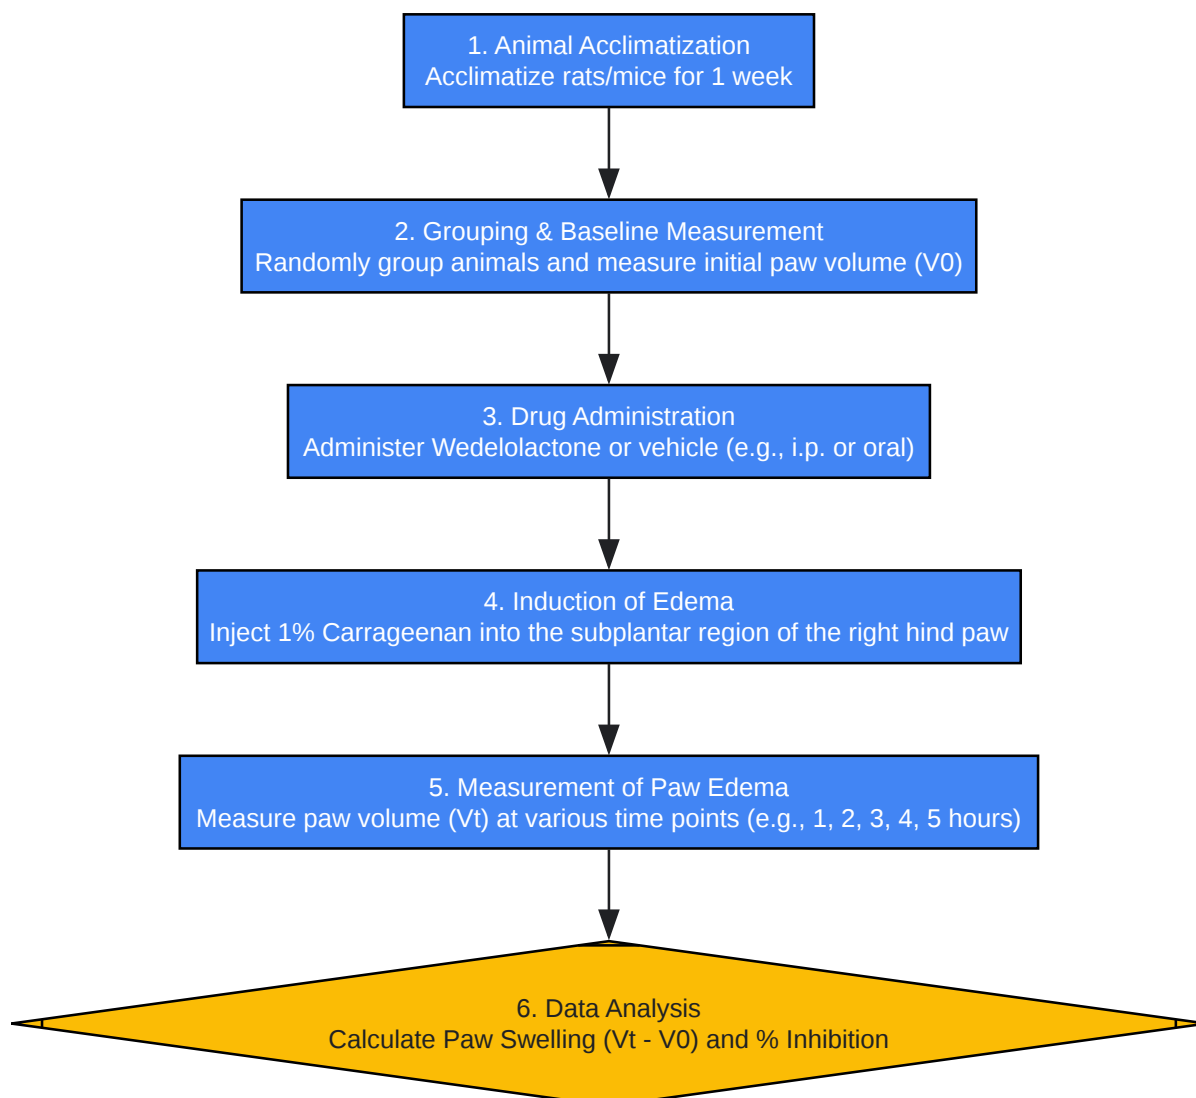 1. Animal Acclimatization
Acclimatize rats/mice for 1 week
2. Grouping & Baseline Measurement
Randomly group animals and measure initial paw volume (V0)
3. Drug Administration
Administer Wedelolactone or vehicle (e.g., i.p. or oral)
4. Induction of Edema
Inject 1% Carrageenan into the subplantar region of the right hind paw
5. Measurement of Paw Edema
Measure paw volume (Vt) at various time points (e.g., 1, 2, 3, 4, 5 hours)
6. Data Analysis
Calculate Paw Swelling (Vt - V0) and % Inhibition